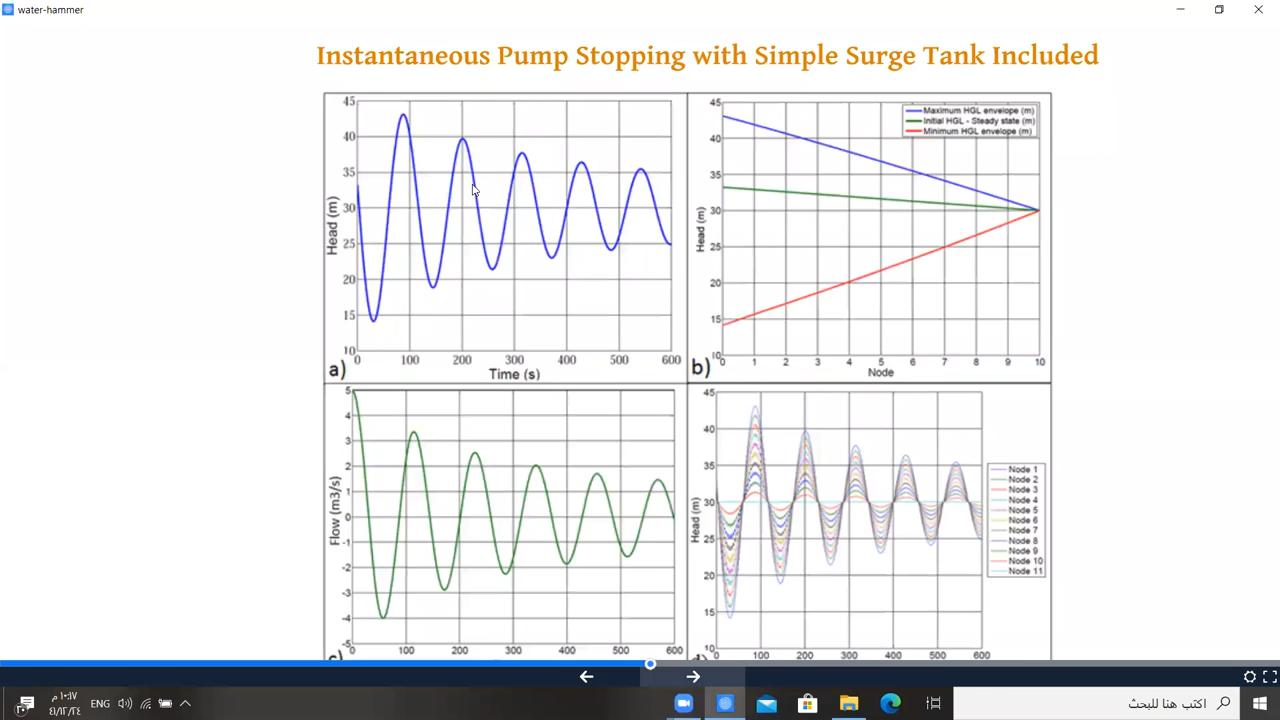 water-hammer
Instantaneous Pump Stopping with Simple Surge Tank Included
45
40
35
30
25
20
15
10
Head (m)
0 100 200 300 400 500 600
Time (s)
a)
Maximum HGL envelope (m)
Initial HGL - Steady state (m)
Minimum HGL envelope (m)
45
40
35
30
25
20
15
10
Head (m)
0 1 2 3 4 5 6 7 8 9 10
Node
b)
5
4
3
2
1
0
-1
-2
-3
-4
-5
Flow (m3/s)
0 100 200 300 400 500 600
c)
45
40
35
30
25
20
15
10
Head (m)
0 100 200 300 400 500 600
d)
Node 1
Node 2
Node 3
Node 4
Node 5
Node 6
Node 7
Node 8
Node 9
Node 10
Node 11
ENG
١٠:١٧ م
اكتب هنا للبحث